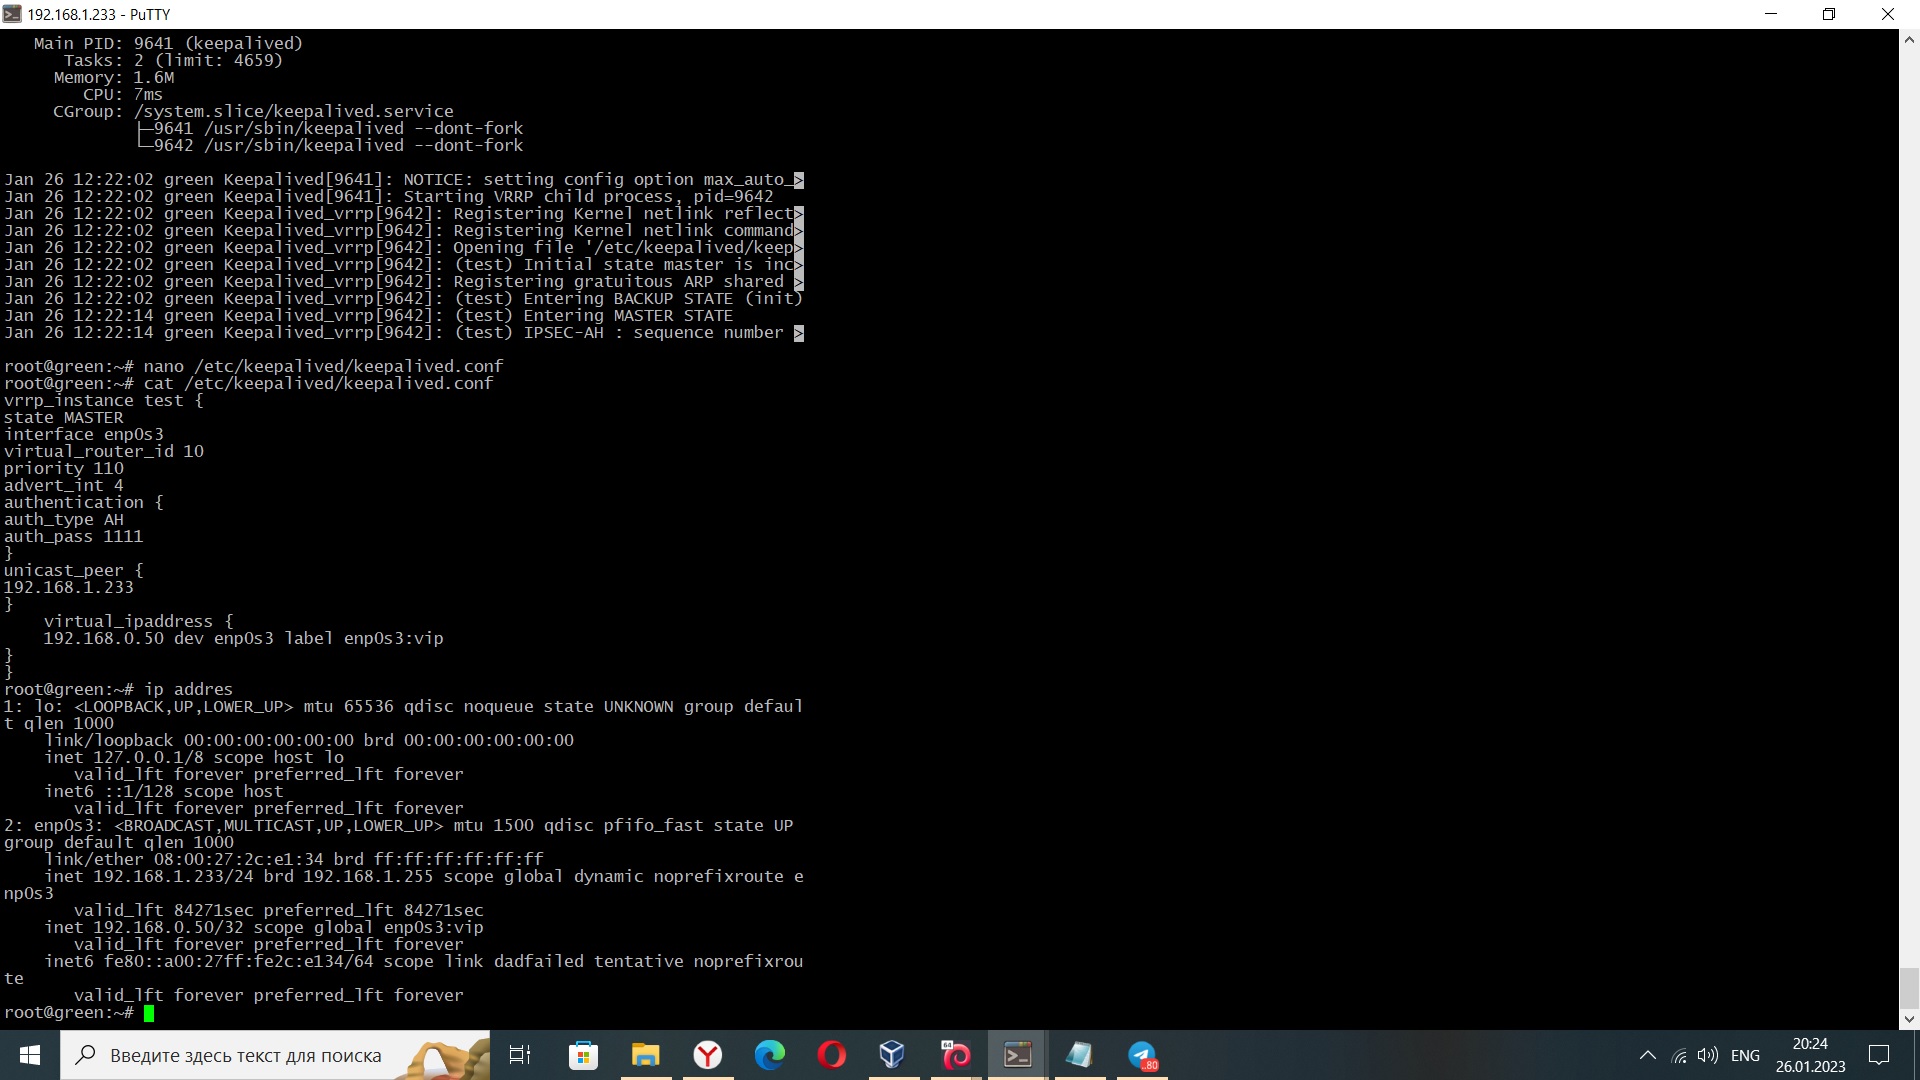 192.168.1.233 - PuTTY
Main PID: 9641 (keepalived)
Tasks: 2 (limit: 4659)
Memory: 1.6M
CPU: 7ms
CGroup: /system.slice/keepalived.service
├─9641 /usr/sbin/keepalived --dont-fork
└─9642 /usr/sbin/keepalived --dont-fork
Jan 26 12:22:02 green Keepalived[9641]: NOTICE: setting config option max_auto_>
Jan 26 12:22:02 green Keepalived[9641]: Starting VRRP child process, pid=9642
Jan 26 12:22:02 green Keepalived_vrrp[9642]: Registering Kernel netlink reflect>
Jan 26 12:22:02 green Keepalived_vrrp[9642]: Registering Kernel netlink command>
Jan 26 12:22:02 green Keepalived_vrrp[9642]: Opening file '/etc/keepalived/keep>
Jan 26 12:22:02 green Keepalived_vrrp[9642]: (test) Initial state master is inc>
Jan 26 12:22:02 green Keepalived_vrrp[9642]: Registering gratuitous ARP shared >
Jan 26 12:22:02 green Keepalived_vrrp[9642]: (test) Entering BACKUP STATE (init)
Jan 26 12:22:14 green Keepalived_vrrp[9642]: (test) Entering MASTER STATE
Jan 26 12:22:14 green Keepalived_vrrp[9642]: (test) IPSEC-AH : sequence number >
root@green:~# nano /etc/keepalived/keepalived.conf
root@green:~# cat /etc/keepalived/keepalived.conf
vrrp_instance test {
state MASTER
interface enp0s3
virtual_router_id 10
priority 110
advert_int 4
authentication {
auth_type AH
auth_pass 1111
}
unicast_peer {
192.168.1.233
}
virtual_ipaddress {
192.168.0.50 dev enp0s3 label enp0s3:vip
}
}
root@green:~# ip addres
1: lo: <LOOPBACK,UP,LOWER_UP> mtu 65536 qdisc noqueue state UNKNOWN group defaul
t qlen 1000
link/loopback 00:00:00:00:00:00 brd 00:00:00:00:00:00
inet 127.0.0.1/8 scope host lo
valid_lft forever preferred_lft forever
inet6 ::1/128 scope host
valid_lft forever preferred_lft forever
2: enp0s3: <BROADCAST,MULTICAST,UP,LOWER_UP> mtu 1500 qdisc pfifo_fast state UP
group default qlen 1000
link/ether 08:00:27:2c:e1:34 brd ff:ff:ff:ff:ff:ff
inet 192.168.1.233/24 brd 192.168.1.255 scope global dynamic noprefixroute e
np0s3
valid_lft 84271sec preferred_lft 84271sec
inet 192.168.0.50/32 scope global enp0s3:vip
valid_lft forever preferred_lft forever
inet6 fe80::a00:27ff:fe2c:e134/64 scope link dadfailed tentative noprefixrou
te
valid_lft forever preferred_lft forever
root@green:~#
Введите здесь текст для поиска
64
..80
ENG
20:24
26.01.2023